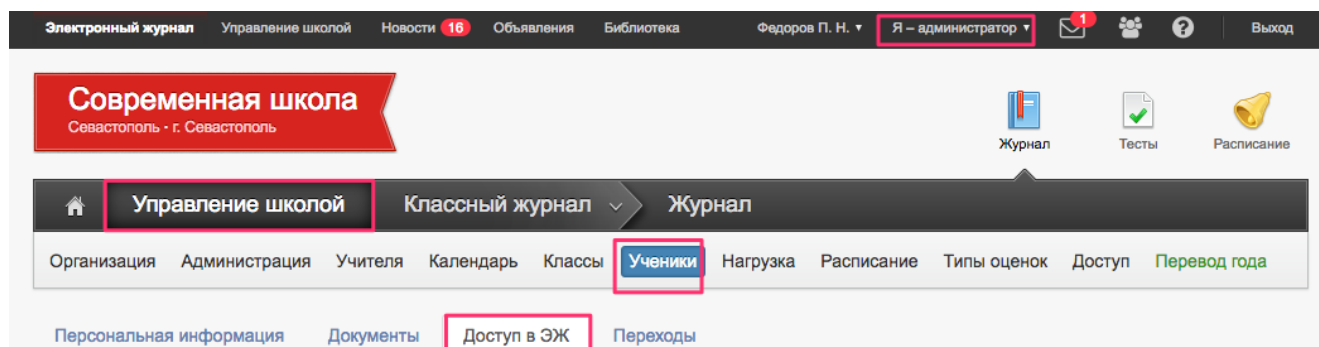 Электронный журнал Управление школой Новости 16 Объявления Библиотека Федоров П. Н. ▾ Я – администратор ▾ 1 ? Выход
Современная школа
Севастополь · г. Севастополь
Журнал Тесты Расписание
Управление школой Классный журнал Журнал
Организация Администрация Учителя Календарь Классы Ученики Нагрузка Расписание Типы оценок Доступ Перевод года
Персональная информация Документы Доступ в ЭЖ Переходы